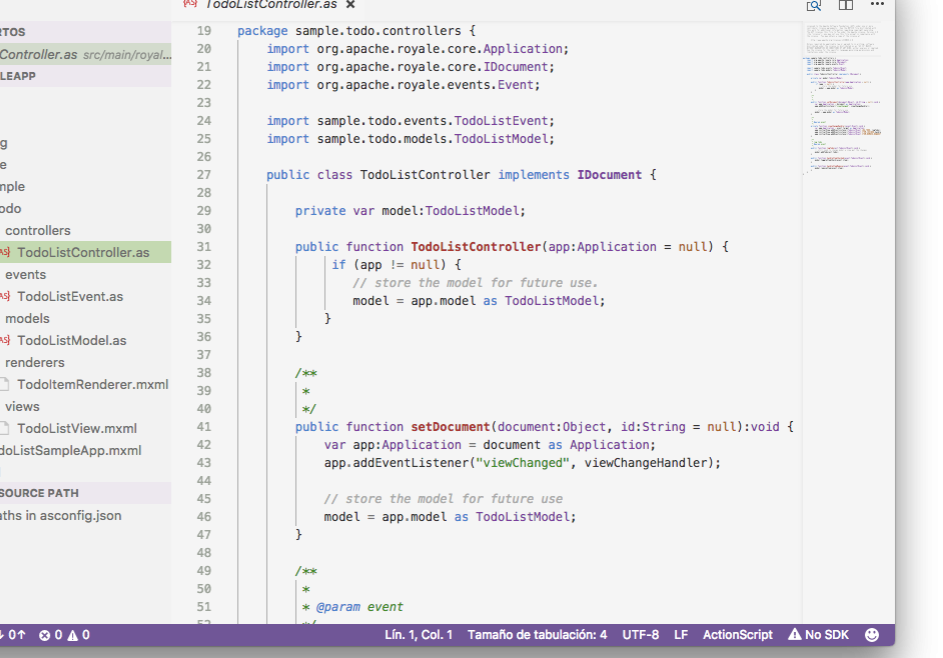 TodoListController.as ×
RTOS
Controller.as src/main/royal...
LEAPP
g
e
mple
odo
controllers
TodoListController.as
events
TodoListEvent.as
models
TodoListModel.as
renderers
TodoItemRenderer.mxml
views
TodoListView.mxml
doListSampleApp.mxml
SOURCE PATH
aths in asconfig.json
19 package sample.todo.controllers {
20 import org.apache.royale.core.Application;
21 import org.apache.royale.core.IDocument;
22 import org.apache.royale.events.Event;
23
24 import sample.todo.events.TodoListEvent;
25 import sample.todo.models.TodoListModel;
26
27 public class TodoListController implements IDocument {
28
29 private var model:TodoListModel;
30
31 public function TodoListController(app:Application = null) {
32 if (app != null) {
33 // store the model for future use.
34 model = app.model as TodoListModel;
35 }
36 }
37
38 /**
39 *
40 */
41 public function setDocument(document:Object, id:String = null):void {
42 var app:Application = document as Application;
43 app.addEventListener("viewChanged", viewChangeHandler);
44
45 // store the model for future use
46 model = app.model as TodoListModel;
47 }
48
49 /**
50 *
51 * @param event
52 */
0↑ 0 0 Lín. 1, Col. 1 Tamaño de tabulación: 4 UTF-8 LF ActionScript No SDK